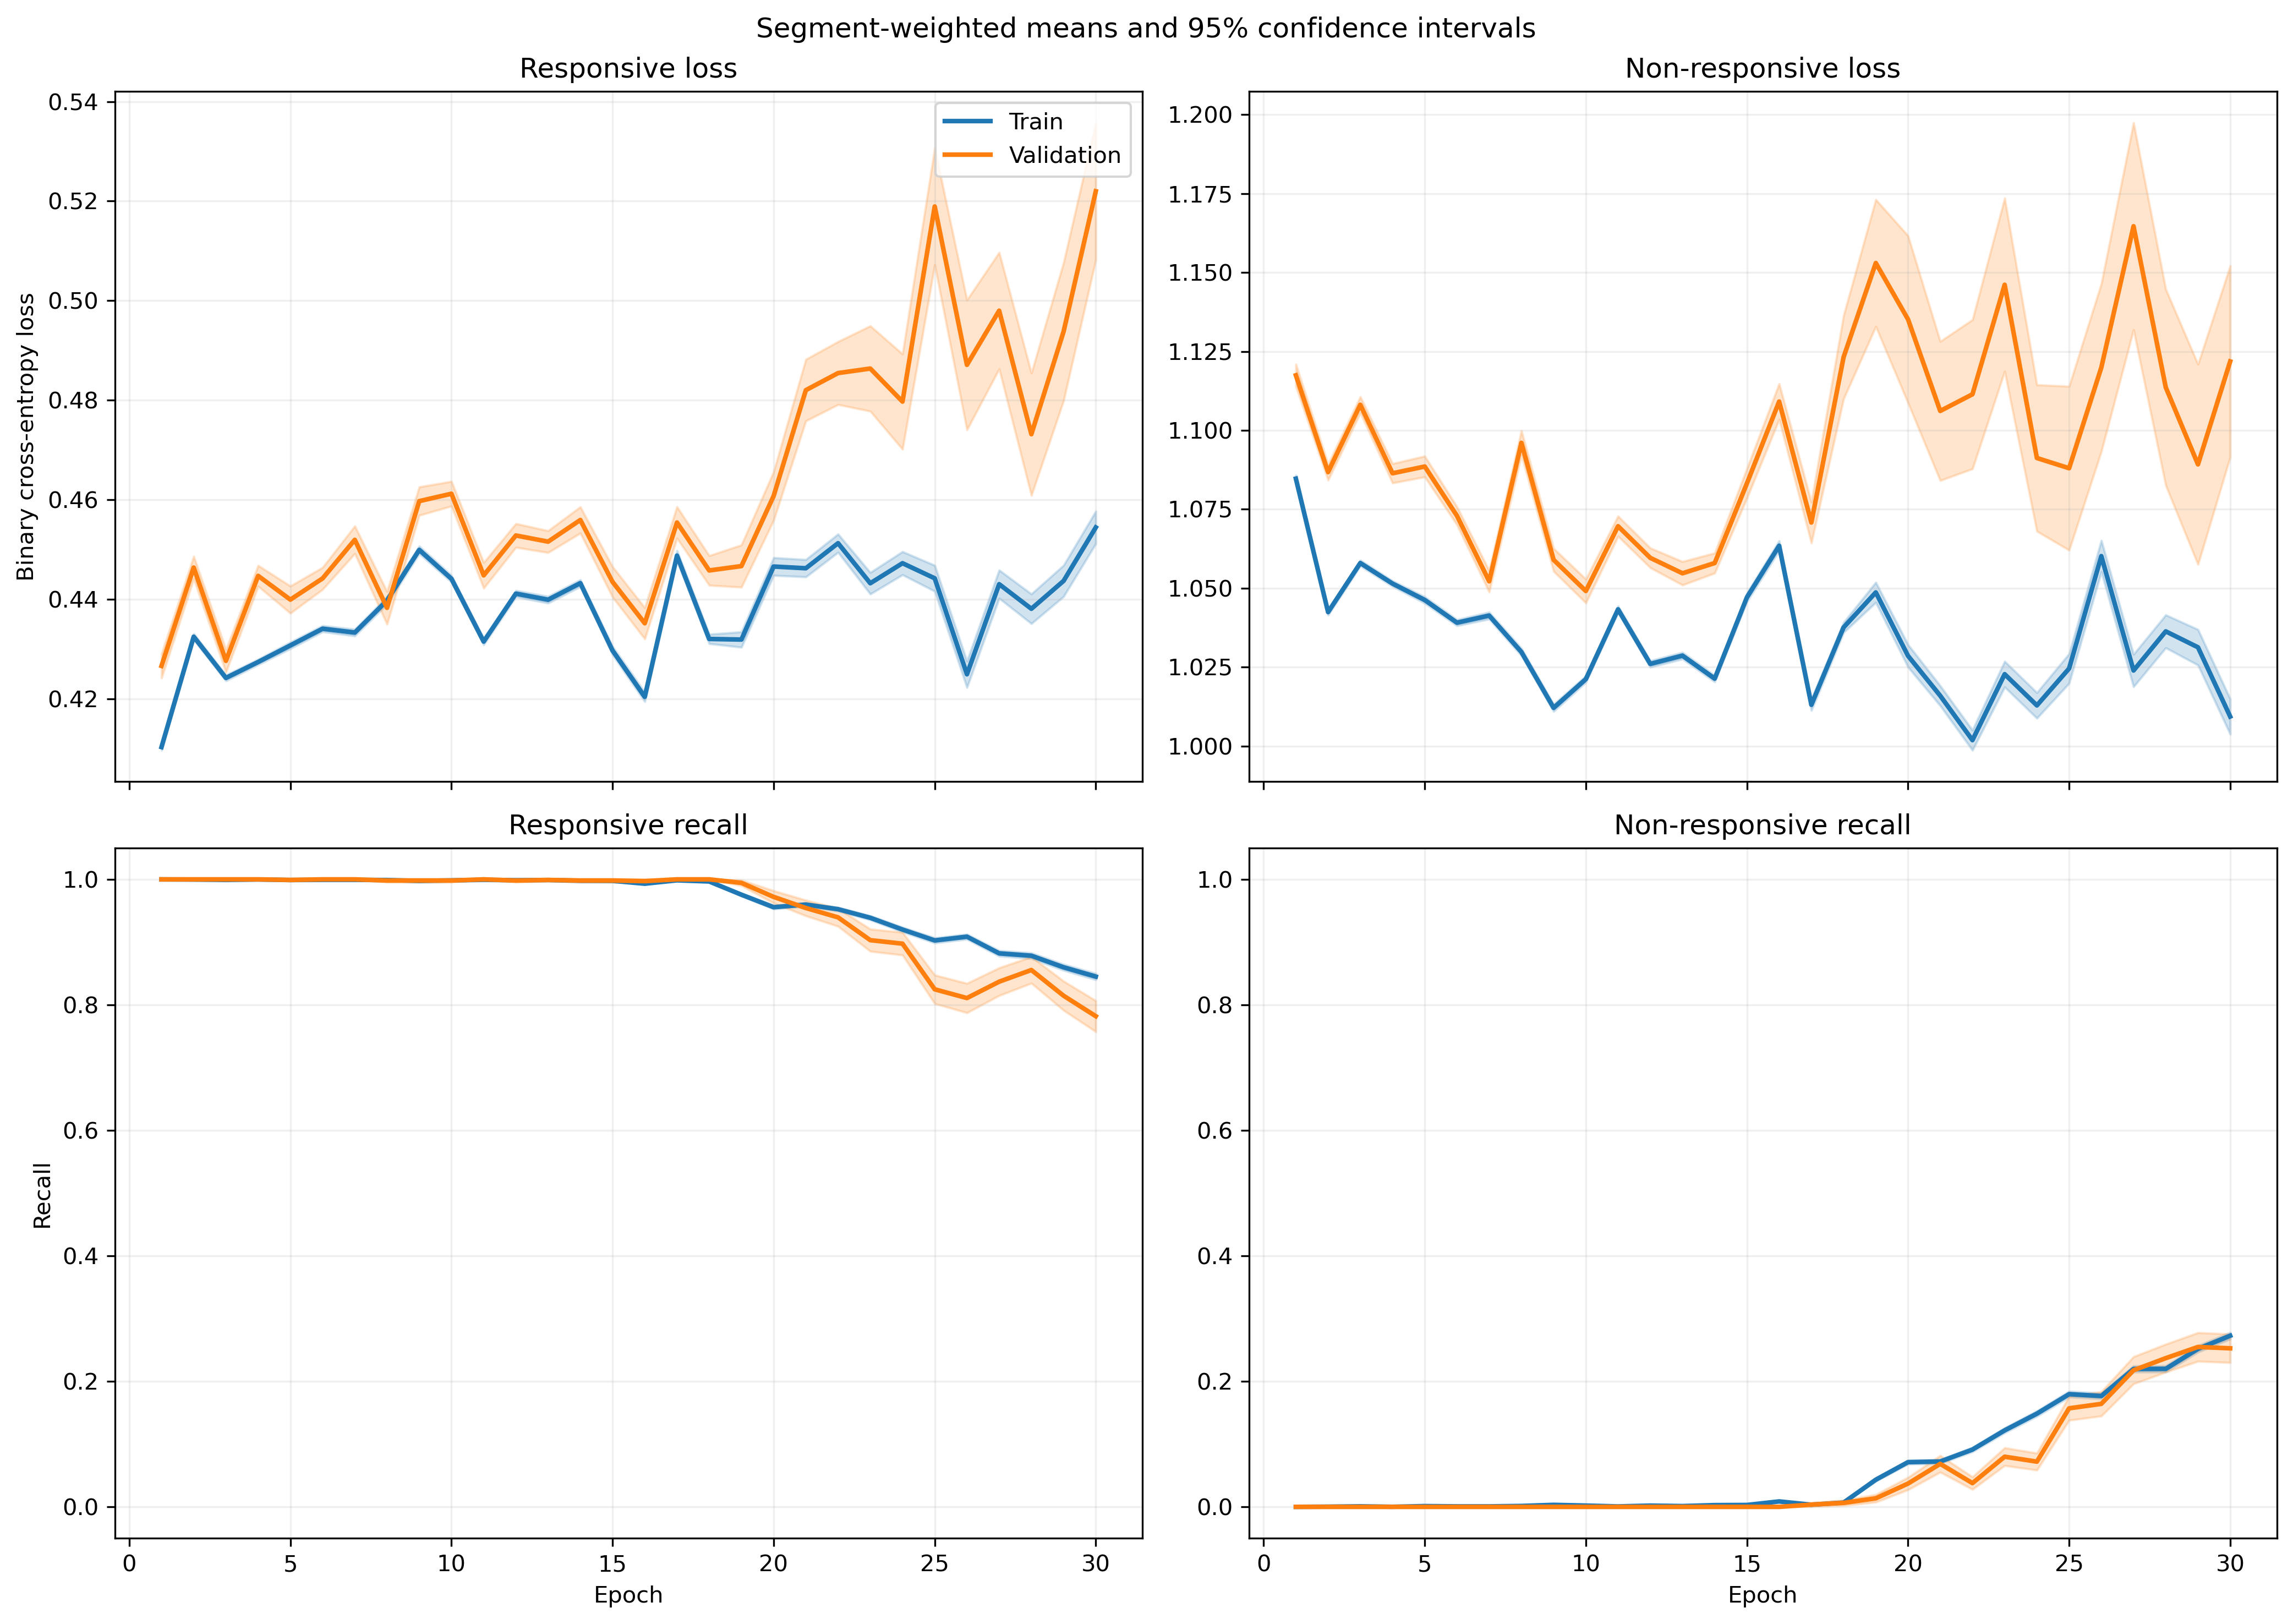 Segment-weighted means and 95% confidence intervals
Responsive loss
Non-responsive loss
Binary cross-entropy loss
0.54
0.52
0.50
0.48
0.46
0.44
0.42
Train
Validation
1.200
1.175
1.150
1.125
1.100
1.075
1.050
1.025
1.000
Responsive recall
Non-responsive recall
Recall
1.0
0.8
0.6
0.4
0.2
0.0
0 5 10 15 20 25 30
Epoch
1.0
0.8
0.6
0.4
0.2
0.0
0 5 10 15 20 25 30
Epoch